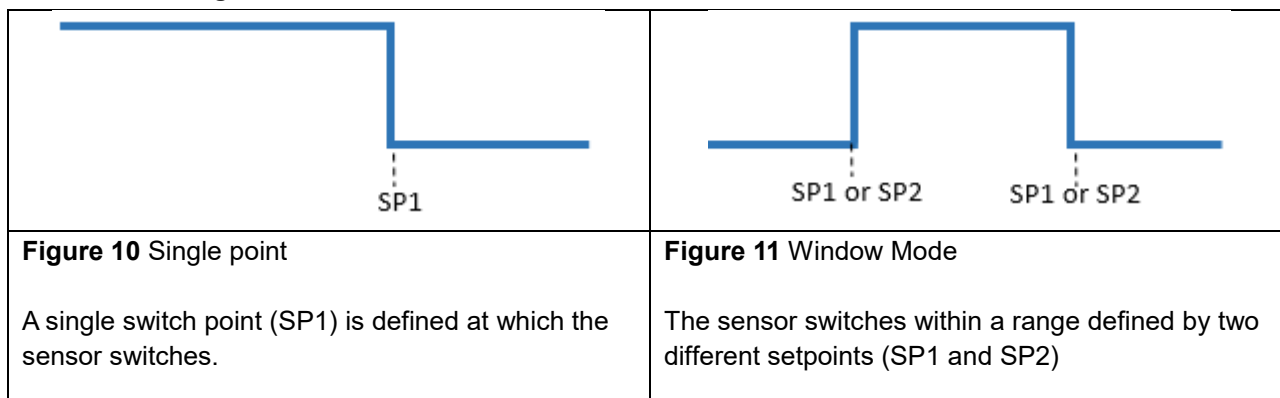 SP1
SP1 or SP2 SP1 or SP2
Figure 10 Single point
A single switch point (SP1) is defined at which the
sensor switches.
Figure 11 Window Mode
The sensor switches within a range defined by two
different setpoints (SP1 and SP2)